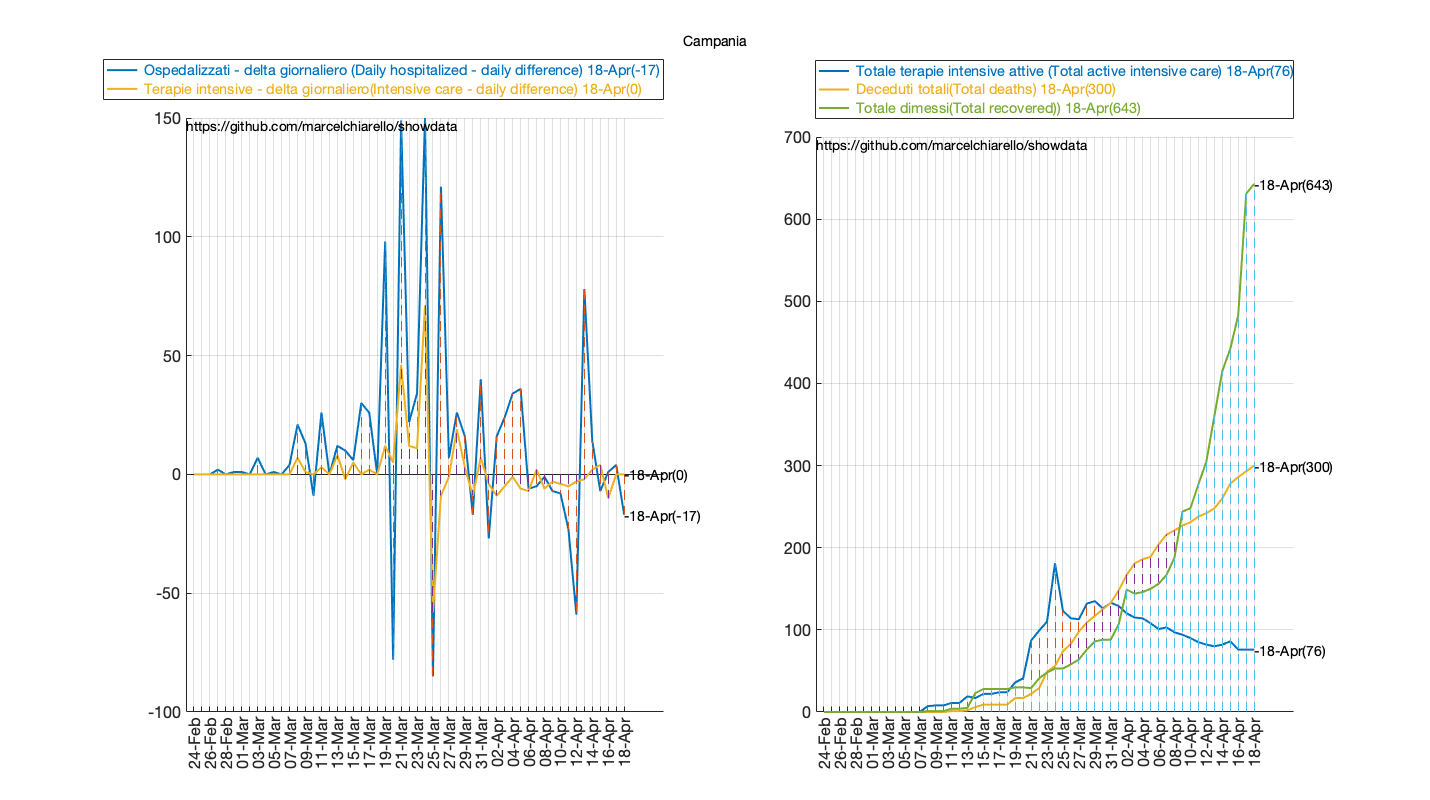 Campania
Ospedalizzati - delta giornaliero (Daily hospitalized - daily difference) 18-Apr(-17)
Terapie intensive - delta giornaliero(Intensive care - daily difference) 18-Apr(0)
https://github.com/marcelchiarello/showdata
150
100
50
0
-50
-100
-18-Apr(0)
-18-Apr(-17)
24-Feb
26-Feb
28-Feb
01-Mar
03-Mar
05-Mar
07-Mar
09-Mar
11-Mar
13-Mar
15-Mar
17-Mar
19-Mar
21-Mar
23-Mar
25-Mar
27-Mar
29-Mar
31-Mar
02-Apr
04-Apr
06-Apr
08-Apr
10-Apr
12-Apr
14-Apr
16-Apr
18-Apr
Totale terapie intensive attive (Total active intensive care) 18-Apr(76)
Deceduti totali(Total deaths) 18-Apr(300)
Totale dimessi(Total recovered)) 18-Apr(643)
https://github.com/marcelchiarello/showdata
700
600
500
400
300
200
100
0
-18-Apr(643)
-18-Apr(300)
-18-Apr(76)
24-Feb
26-Feb
28-Feb
01-Mar
03-Mar
05-Mar
07-Mar
09-Mar
11-Mar
13-Mar
15-Mar
17-Mar
19-Mar
21-Mar
23-Mar
25-Mar
27-Mar
29-Mar
31-Mar
02-Apr
04-Apr
06-Apr
08-Apr
10-Apr
12-Apr
14-Apr
16-Apr
18-Apr